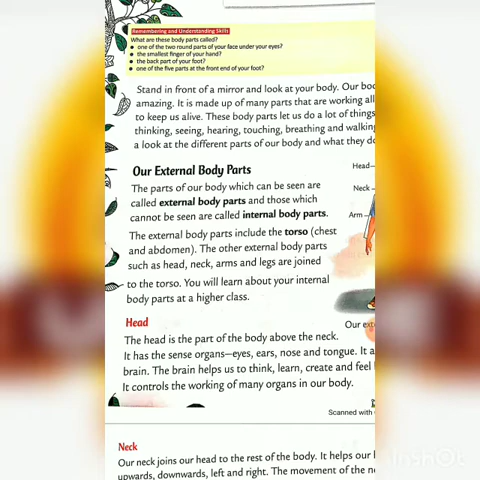 Remembering and Understanding Skills
What are these body parts called?
● one of the two round parts of your face under your eyes?
● the smallest finger of your hand?
● the back part of your foot?
● one of the five parts at the front end of your foot?
Stand in front of a mirror and look at your body. Our
amazing. It is made up of many parts that are working all
to keep us alive. These body parts let us do a lot of things
thinking, seeing, hearing, touching, breathing and walking
a look at the different parts of our body and what they
Our External Body Parts
The parts of our body which can be seen are
called external body parts and those which
cannot be seen are called internal body parts.
The external body parts include the torso (chest
and abdomen). The other external body parts
such as head, neck, arms and legs are joined
to the torso. You will learn about your internal
body parts at a higher class.
Head
Neck
Arm
Our
Head
The head is the part of the body above the neck.
It has the sense organs–eyes, ears, nose and tongue. It
brain. The brain helps us to think, learn, create and feel
It controls the working of many organs in our body.
Scanned with
Neck
Our neck joins our head to the rest of the body. It helps our
upwards, downwards, left and right. The movement of the
InShOt